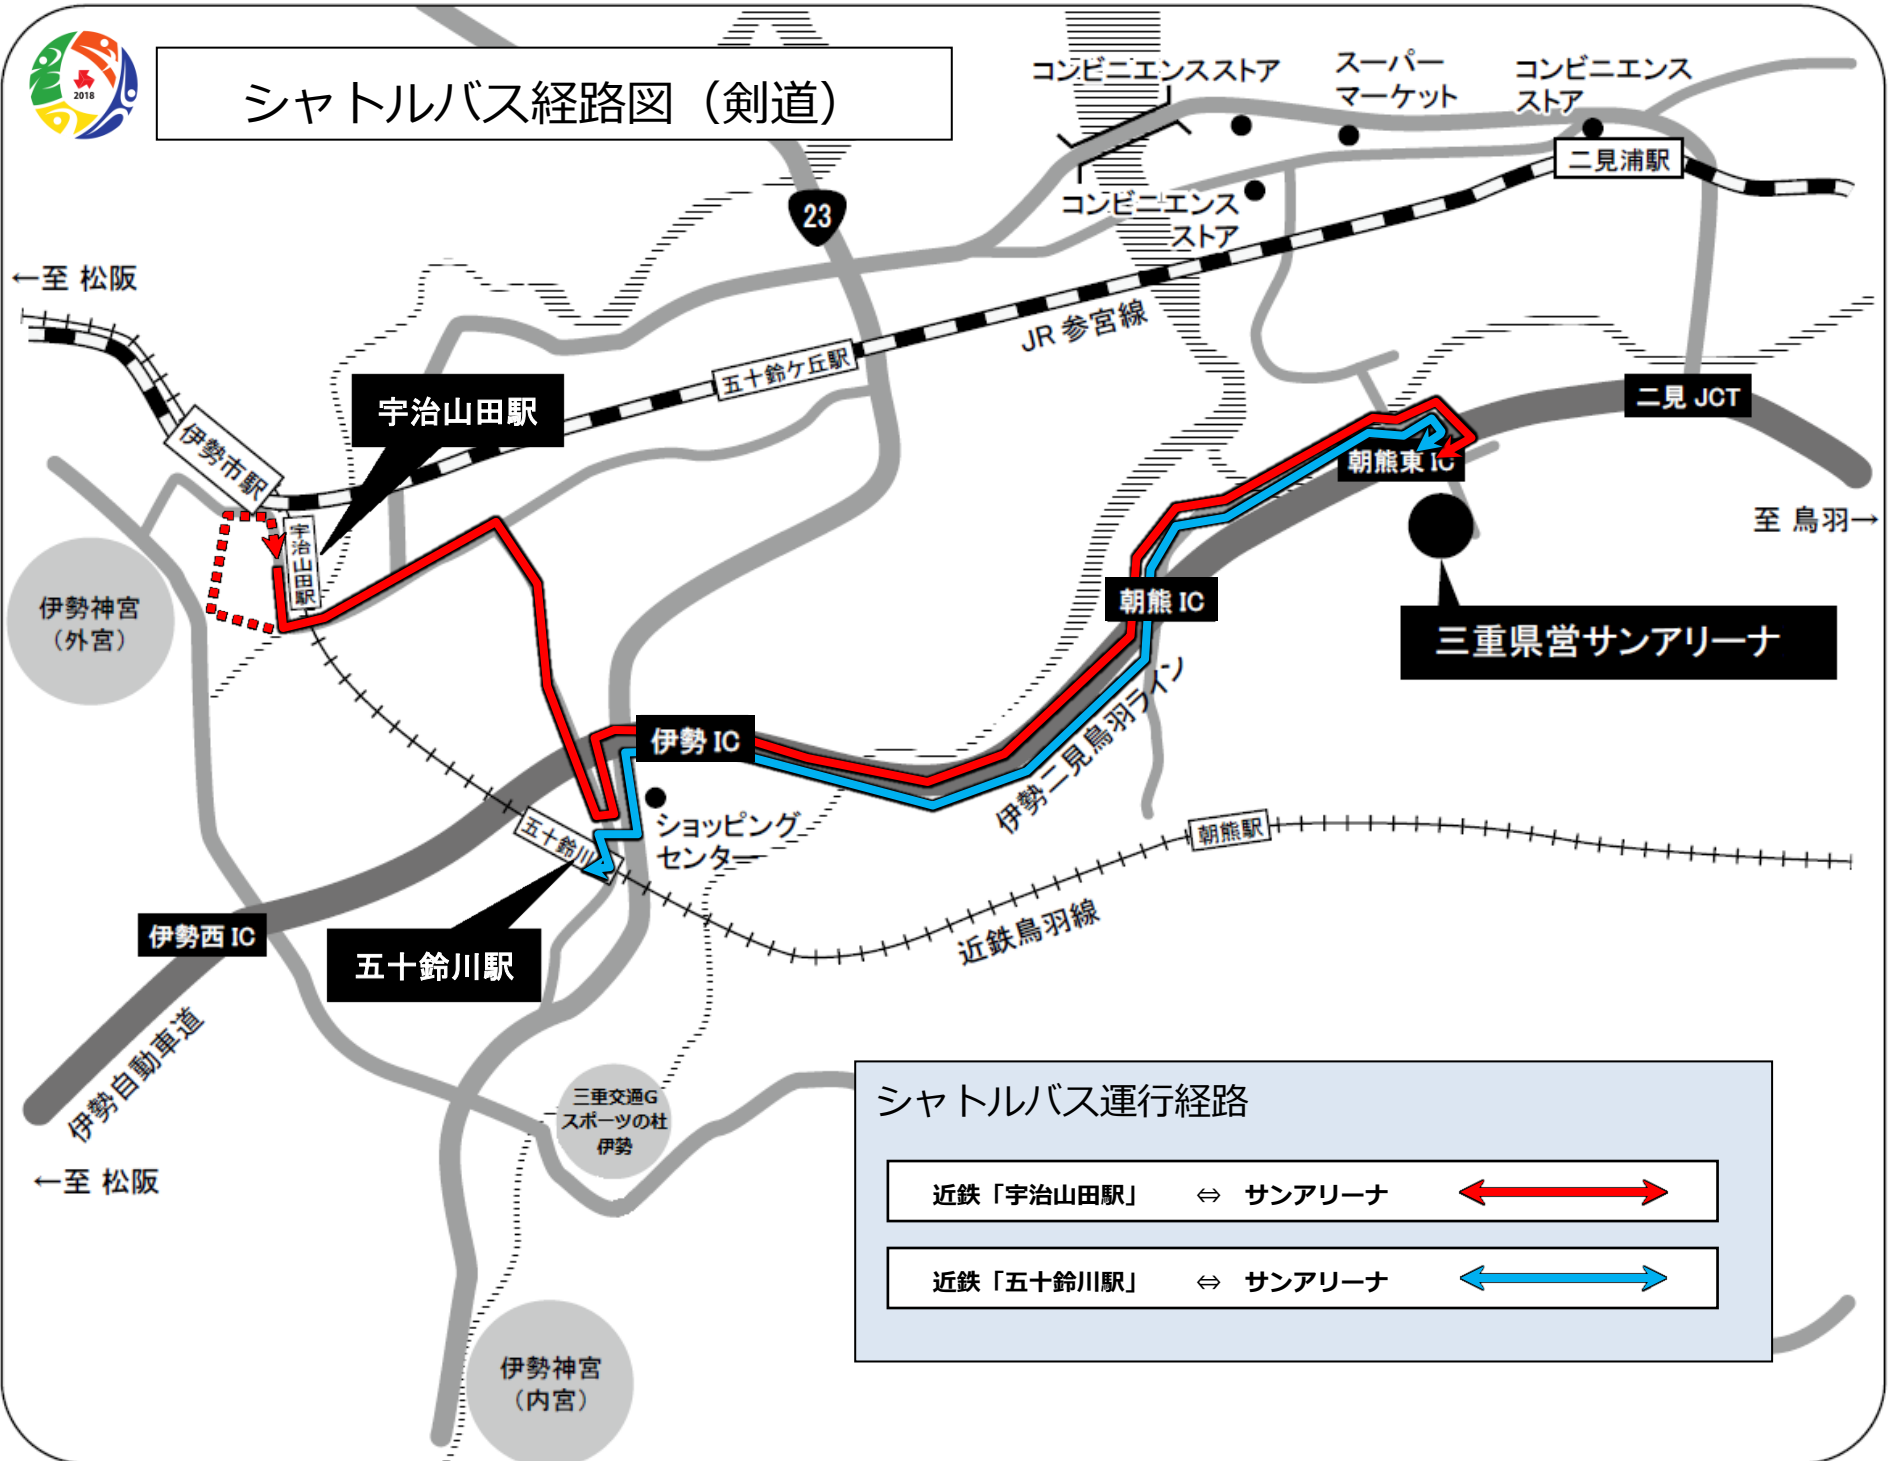 2018
シャトルバス経路図（剣道）
コンビニエンスストア
スーパー
マーケット
コンビニエンス
ストア
二見浦駅
コンビニエンス
ストア
23
←至 松阪
JR 参宮線
五十鈴ケ丘駅
宇治山田駅
伊勢市駅
宇治山田駅
二見 JCT
朝熊東 IC
至 鳥羽→
伊勢神宮
（外宮）
朝熊 IC
三重県営サンアリーナ
伊勢 IC
伊勢二見鳥羽ライン
ショッピング
センター
五十鈴川
朝熊駅
伊勢西 IC
五十鈴川駅
近鉄鳥羽線
伊勢自動車道
←至 松阪
三重交通G
スポーツの杜
伊勢
伊勢神宮
（内宮）
シャトルバス運行経路
近鉄「宇治山田駅」 ⇔ サンアリーナ
近鉄「五十鈴川駅」 ⇔ サンアリーナ